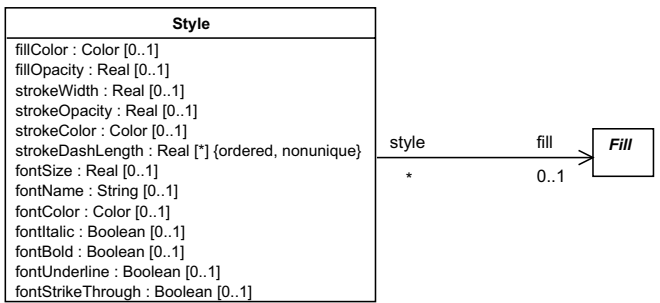 Style
fillColor : Color [0..1]
fillOpacity : Real [0..1]
strokeWidth : Real [0..1]
strokeOpacity : Real [0..1]
strokeColor : Color [0..1]
strokeDashLength : Real [*] {ordered, nonunique}
fontSize : Real [0..1]
fontName : String [0..1]
fontColor : Color [0..1]
fontItalic : Boolean [0..1]
fontBold : Boolean [0..1]
fontUnderline : Boolean [0..1]
fontStrikeThrough : Boolean [0..1]
style fill
* 0..1
Fill